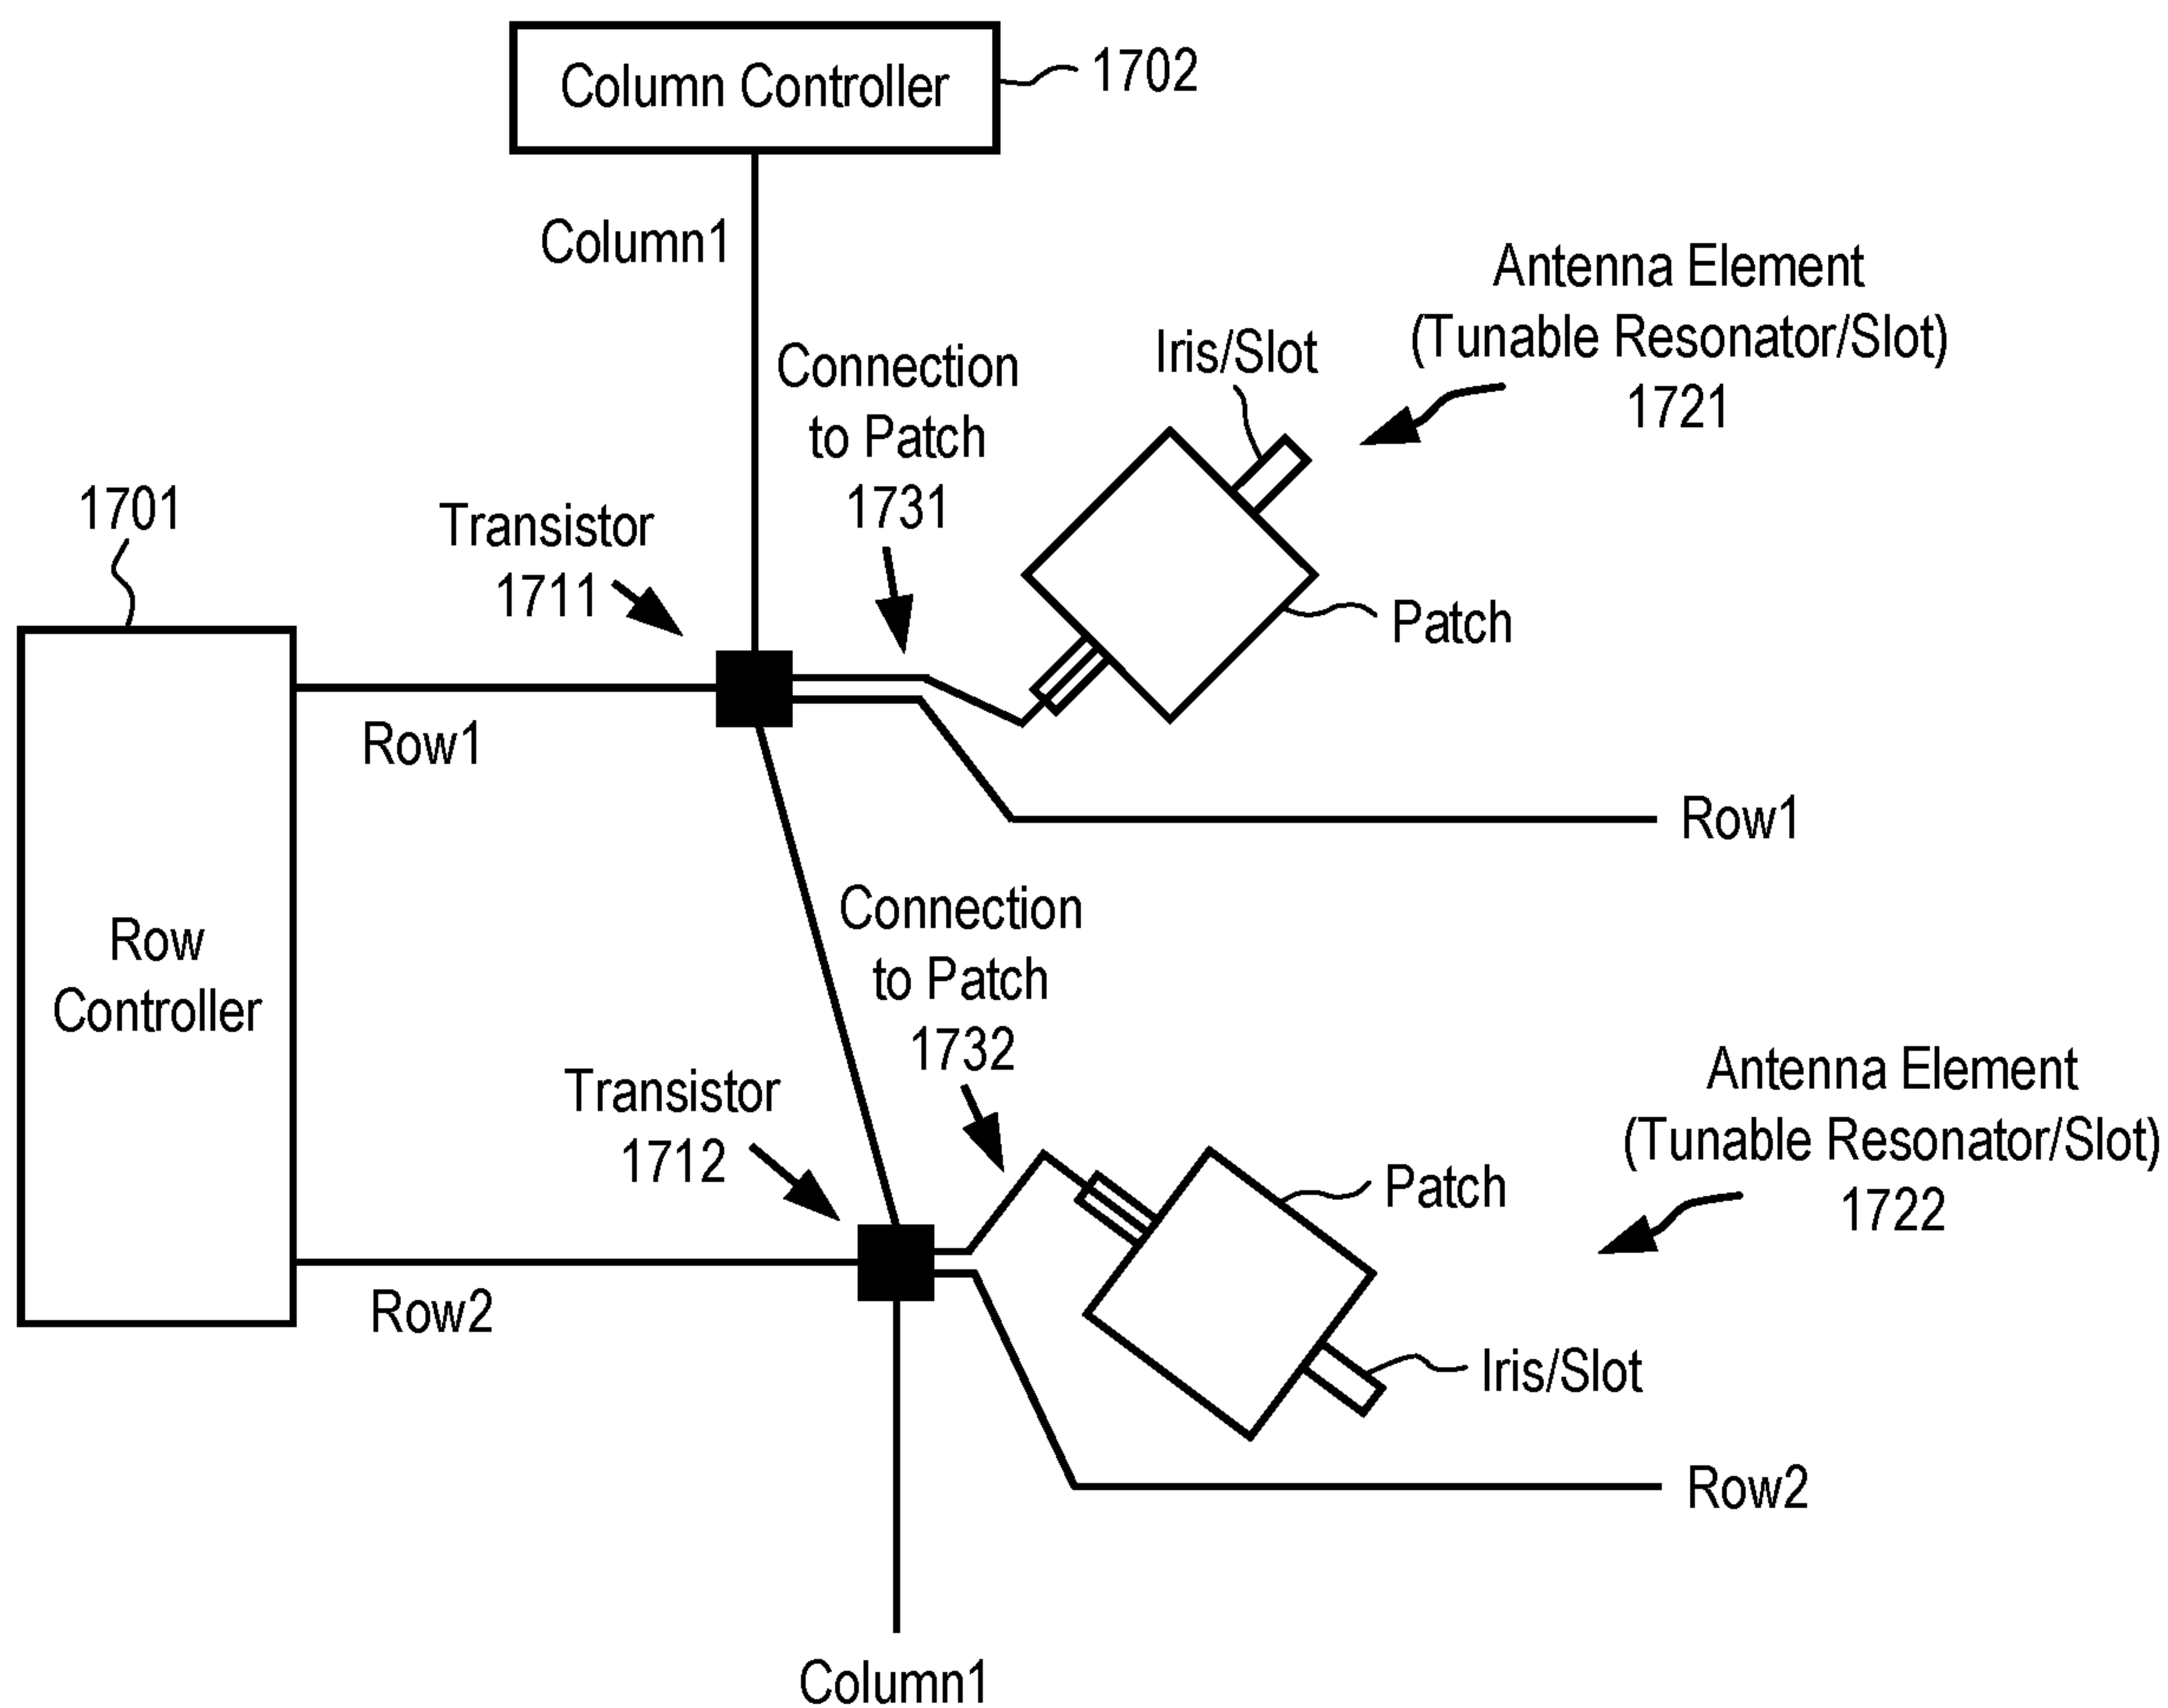 Column Controller
1702
Column1
Antenna Element
(Tunable Resonator/Slot)
1721
Iris/Slot
Connection
to Patch
1731
1701
Transistor
1711
Patch
Row1
Row1
Row
Controller
Connection
to Patch
1732
Transistor
1712
Antenna Element
(Tunable Resonator/Slot)
1722
Patch
Row2
Iris/Slot
Row2
Column1